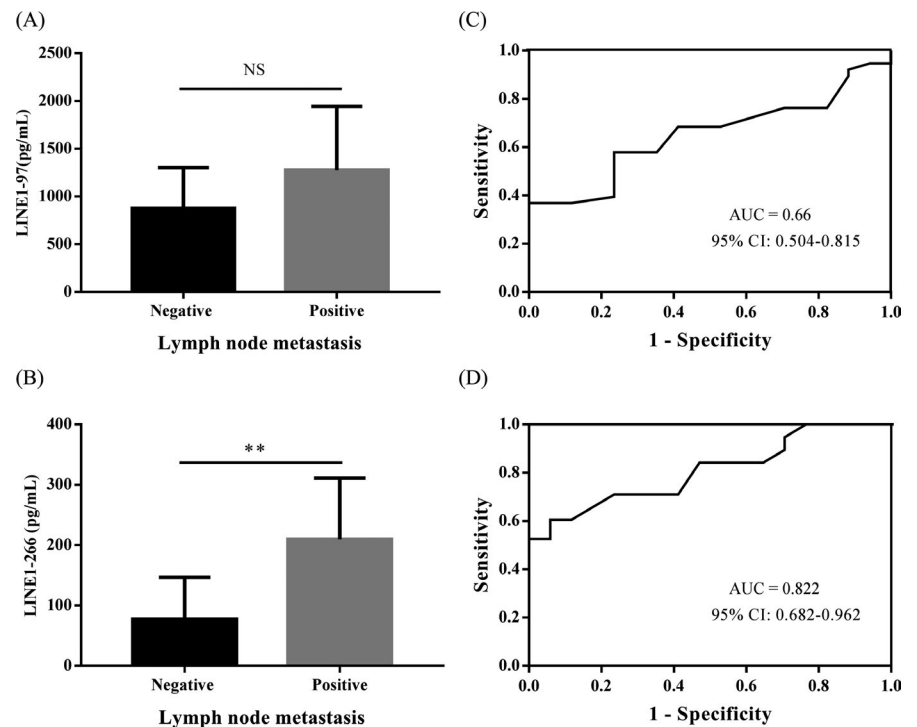 (A)
LINE1-97(pg/mL)
2500
2000
1500
1000
500
0
NS
Negative Positive
Lymph node metastasis
(C)
Sensitivity
1.0
0.8
0.6
0.4
0.2
0.0
AUC = 0.66
95% CI: 0.504-0.815
0.0 0.2 0.4 0.6 0.8 1.0
1 - Specificity
(B)
LINE1-266 (pg/mL)
400
300
200
100
0
**
Negative Positive
Lymph node metastasis
(D)
Sensitivity
1.0
0.8
0.6
0.4
0.2
0.0
AUC = 0.822
95% CI: 0.682-0.962
0.0 0.2 0.4 0.6 0.8 1.0
1 - Specificity